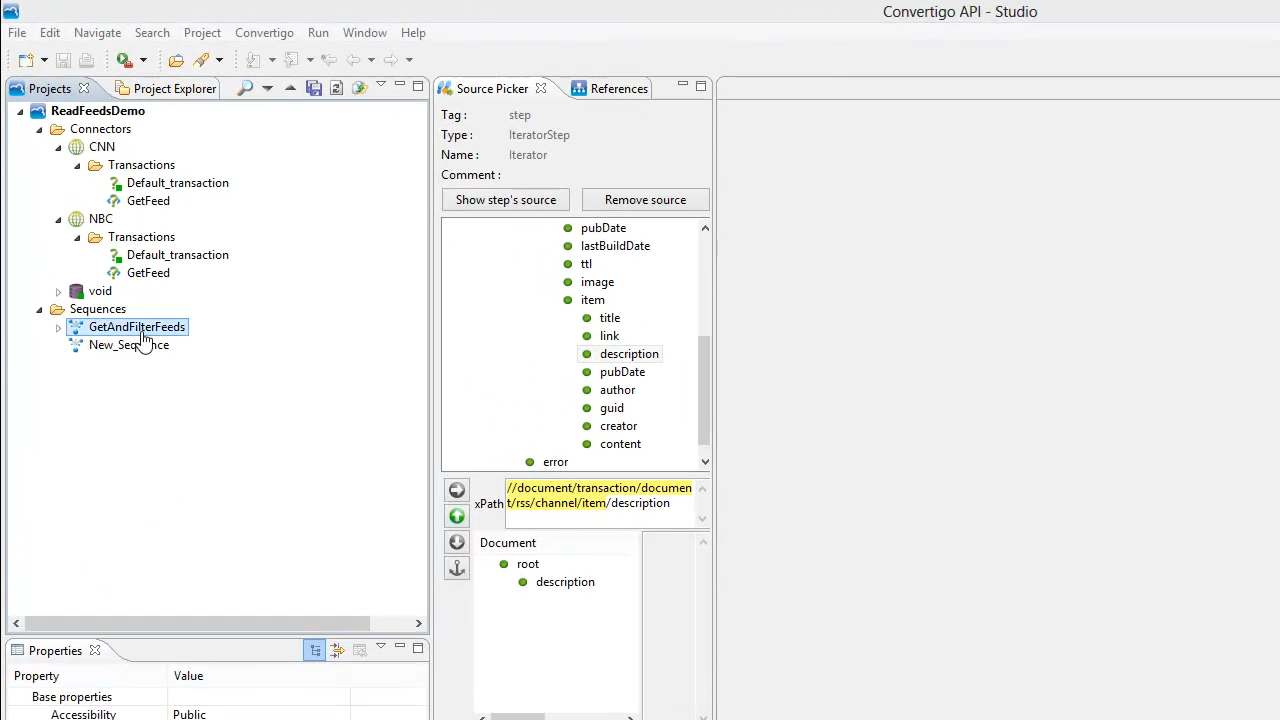 Convertigo API - Studio
File Edit Navigate Search Project Convertigo Run Window Help
Projects Project Explorer
ReadFeedsDemo
Connectors
CNN
Transactions
Default_transaction
GetFeed
NBC
Transactions
Default_transaction
GetFeed
void
Sequences
GetAndFilterFeeds
New_Sequence
Source Picker References
Tag : step
Type : IteratorStep
Name : Iterator
Comment :
Show step's source Remove source
pubDate
lastBuildDate
ttl
image
item
title
link
description
pubDate
author
guid
creator
content
error
xPath
//document/transaction/documen
t/rss/channel/item/description
Document
root
description
Properties
Property Value
Base properties
Accessibility Public